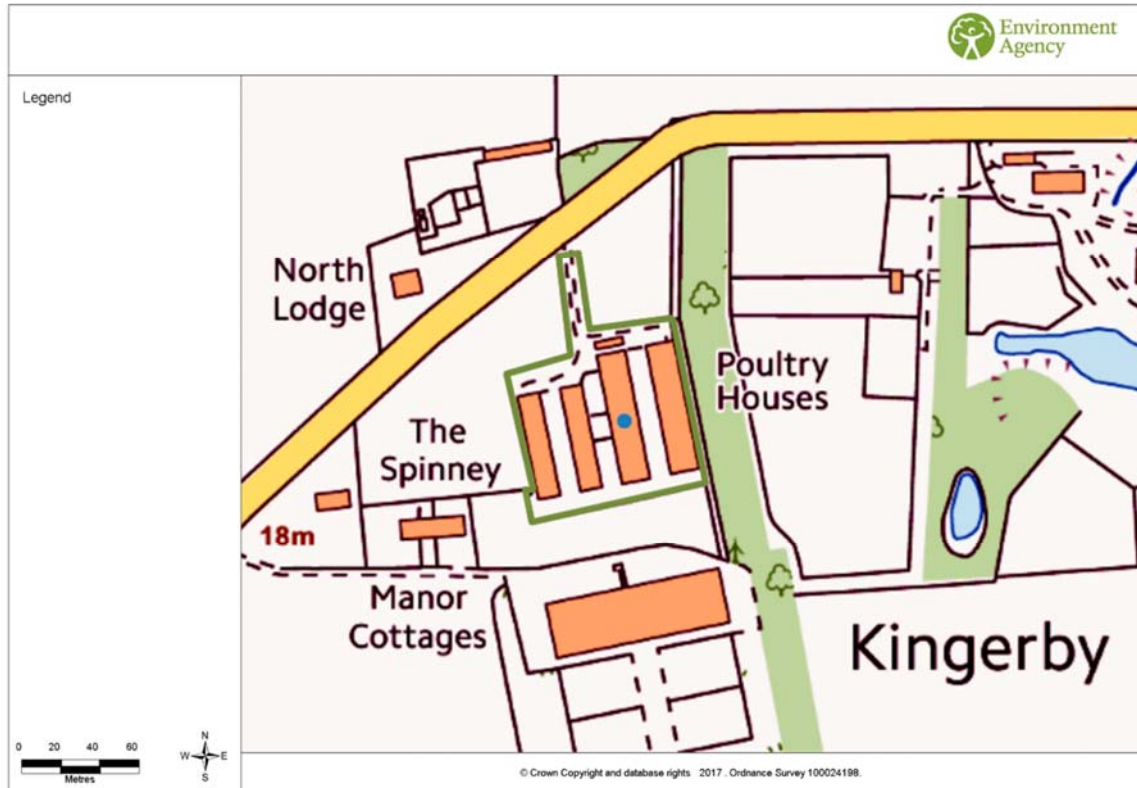 Environment
Agency
Legend
North
Lodge
Poultry
Houses
The
Spinney
18m
Manor
Cottages
Kingerby
0 20 40 60
Metres
N
W E
S
© Crown Copyright and database rights 2017 . Ordnance Survey 100024198.